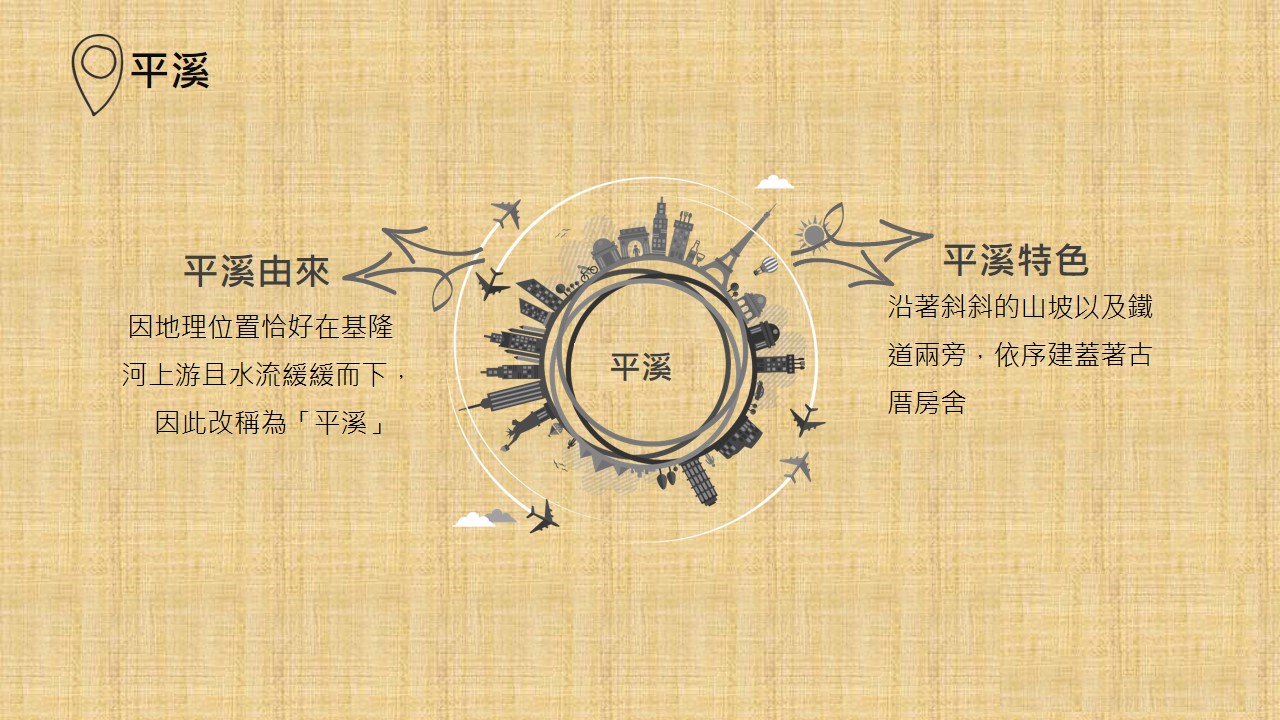 平溪
平溪由來
因地理位置恰好在基隆
河上游且水流緩緩而下，
因此改稱為「平溪」
平溪
平溪特色
沿著斜斜的山坡以及鐵
道兩旁，依序建蓋著古
厝房舍